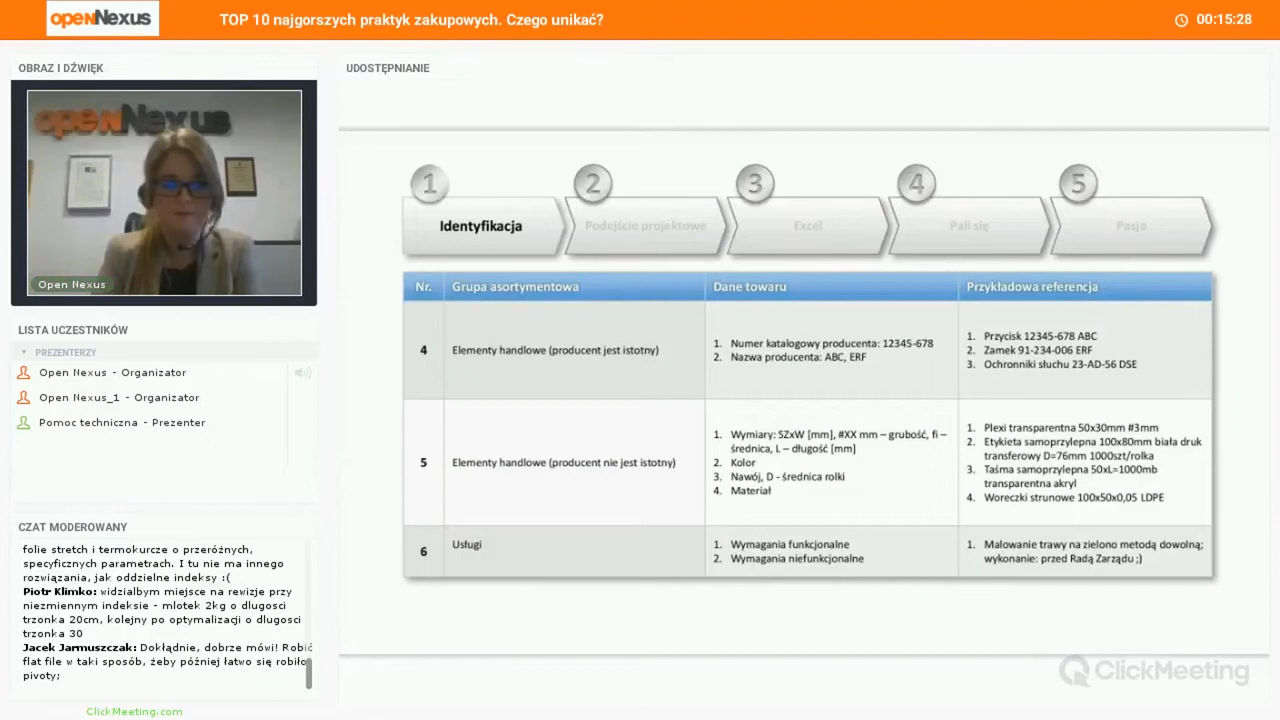 openNexus
TOP 10 najgorszych praktyk zakupowych. Czego unikać?
00:15:28
OBRAZ I DŹWIĘK
openNexus
Open Nexus
LISTA UCZESTNIKÓW
PREZENTERZY
Open Nexus - Organizator
Open Nexus_1 - Organizator
Pomoc techniczna - Prezenter
CZAT MODEROWANY
folie stretch i termokurcze o przeróżnych,
specyficznych parametrach. I tu nie ma innego
rozwiązania, jak oddzielne indeksy :(
Piotr Klimko: widzialbym miejsce na rewizje przy
niezmiennym indeksie - mlotek 2kg o dlugosci
trzonka 20cm, kolejny po optymalizacji o dlugosci
trzonka 30
Jacek Jarmuszczak: Dokłądnie, dobrze mówi! Robić
flat file w taki sposób, żeby później łatwo się robiło
pivoty;
ClickMeeting.com
UDOSTĘPNIANIE
1 2 3 4 5
Identyfikacja Podejście projektowe Excel Pali się Pasja
Nr. Grupa asortymentowa Dane towaru Przykładowa referencja
4 Elementy handlowe (producent jest istotny)
1. Numer katalogowy producenta: 12345-678
2. Nazwa producenta: ABC, ERF
1. Przycisk 12345-678 ABC
2. Zamek 91-234-006 ERF
3. Ochronniki słuchu 23-AD-56 DSE
5 Elementy handlowe (producent nie jest istotny)
1. Wymiary: SZxW [mm], #XX mm – grubość, fi –
średnica, L – długość [mm]
2. Kolor
3. Nawój, D - średnica rolki
4. Materiał
1. Plexi transparentna 50x30mm #3mm
2. Etykieta samoprzylepna 100x80mm biała druk
transferowy D=76mm 1000szt/rolka
3. Taśma samoprzylepna 50xL=1000mb
transparentna akryl
4. Woreczki strunowe 100x50x0,05 LDPE
6 Usługi
1. Wymagania funkcjonalne
2. Wymagania niefunkcjonalne
1. Malowanie trawy na zielono metodą dowolną;
wykonanie: przed Radą Zarządu ;)
ClickMeeting